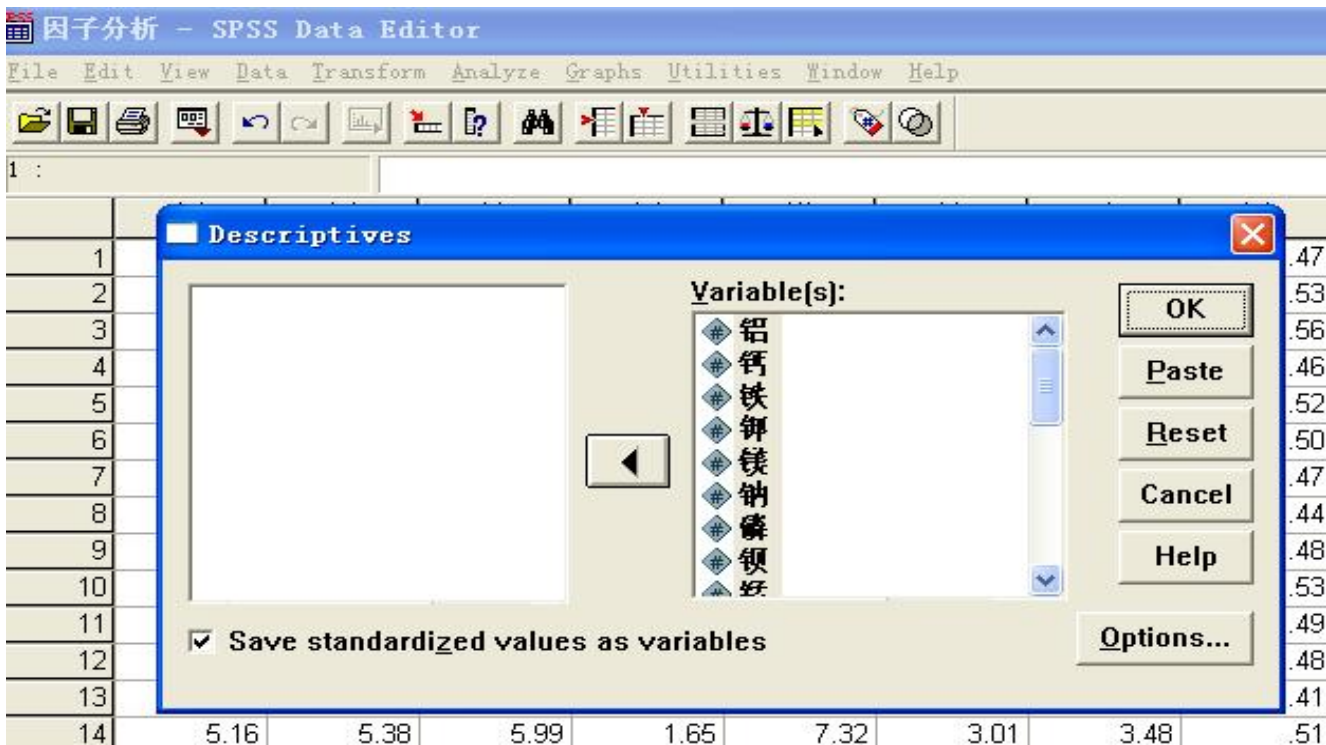 因子分析 - SPSS Data Editor
File Edit View Data Transform Analyze Graphs Utilities Window Help
1 :
Descriptives
Variable(s):
铝
钙
铁
钾
镁
钠
磷
钡
OK
Paste
Reset
Cancel
Help
Options...
Save standardized values as variables
1 .47
2 .53
3 .56
4 .46
5 .52
6 .50
7 .47
8 .44
9 .48
10 .53
11 .49
12 .48
13 .41
14 5.16 5.38 5.99 1.65 7.32 3.01 3.48 .51